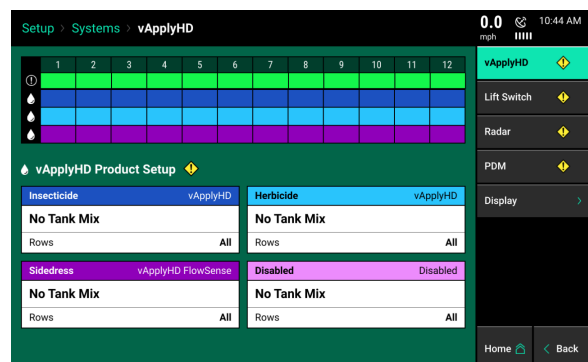 Setup > Systems > vApplyHD
0.0 mph
10:44 AM
1 2 3 4 5 6 7 8 9 10 11 12
vApplyHD Product Setup
Insecticide vApplyHD
No Tank Mix
Rows All
Herbicide vApplyHD
No Tank Mix
Rows All
Sidedress vApplyHD FlowSense
No Tank Mix
Rows All
Disabled Disabled
No Tank Mix
Rows All
vApplyHD
Lift Switch
Radar
PDM
Display >
Home < Back